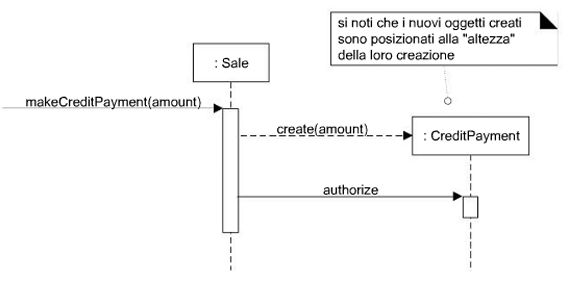 si noti che i nuovi oggetti creati
sono posizionati alla "altezza"
della loro creazione
: Sale
makeCreditPayment(amount)
create(amount)
: CreditPayment
authorize